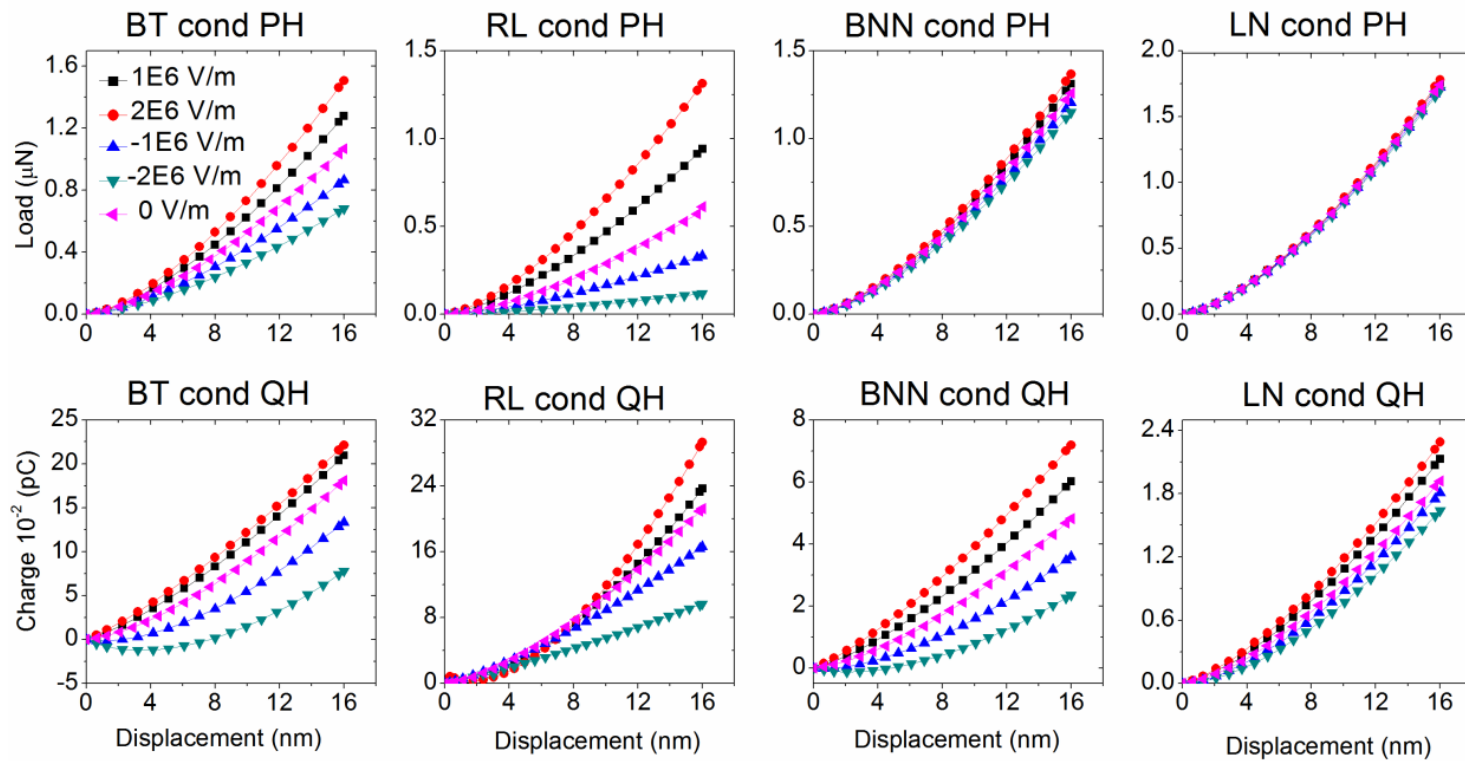 BT cond PH
RL cond PH
BNN cond PH
LN cond PH
Load (μN)
1.6
1.2
0.8
0.4
0.0
1E6 V/m
2E6 V/m
-1E6 V/m
-2E6 V/m
0 V/m
0 4 8 12 16
1.5
1.0
0.5
0.0
0 4 8 12 16
1.5
1.0
0.5
0.0
0 4 8 12 16
2.0
1.5
1.0
0.5
0.0
0 4 8 12 16
BT cond QH
RL cond QH
BNN cond QH
LN cond QH
Charge 10⁻² (pC)
25
20
15
10
5
0
-5
0 4 8 12 16
Displacement (nm)
32
24
16
8
0
0 4 8 12 16
Displacement (nm)
8
6
4
2
0
0 4 8 12 16
Displacement (nm)
2.4
1.8
1.2
0.6
0.0
0 4 8 12 16
Displacement (nm)